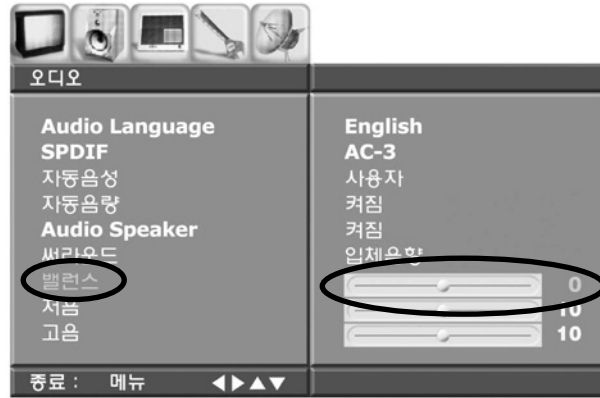 오디오
Audio Language English
SPDIF AC-3
자동음성 사용자
자동음량 켜짐
Audio Speaker 켜짐
써라운드 입체음향
밸런스 0
저음 10
고음 10
종료 : 메뉴 ◀▶▲▼